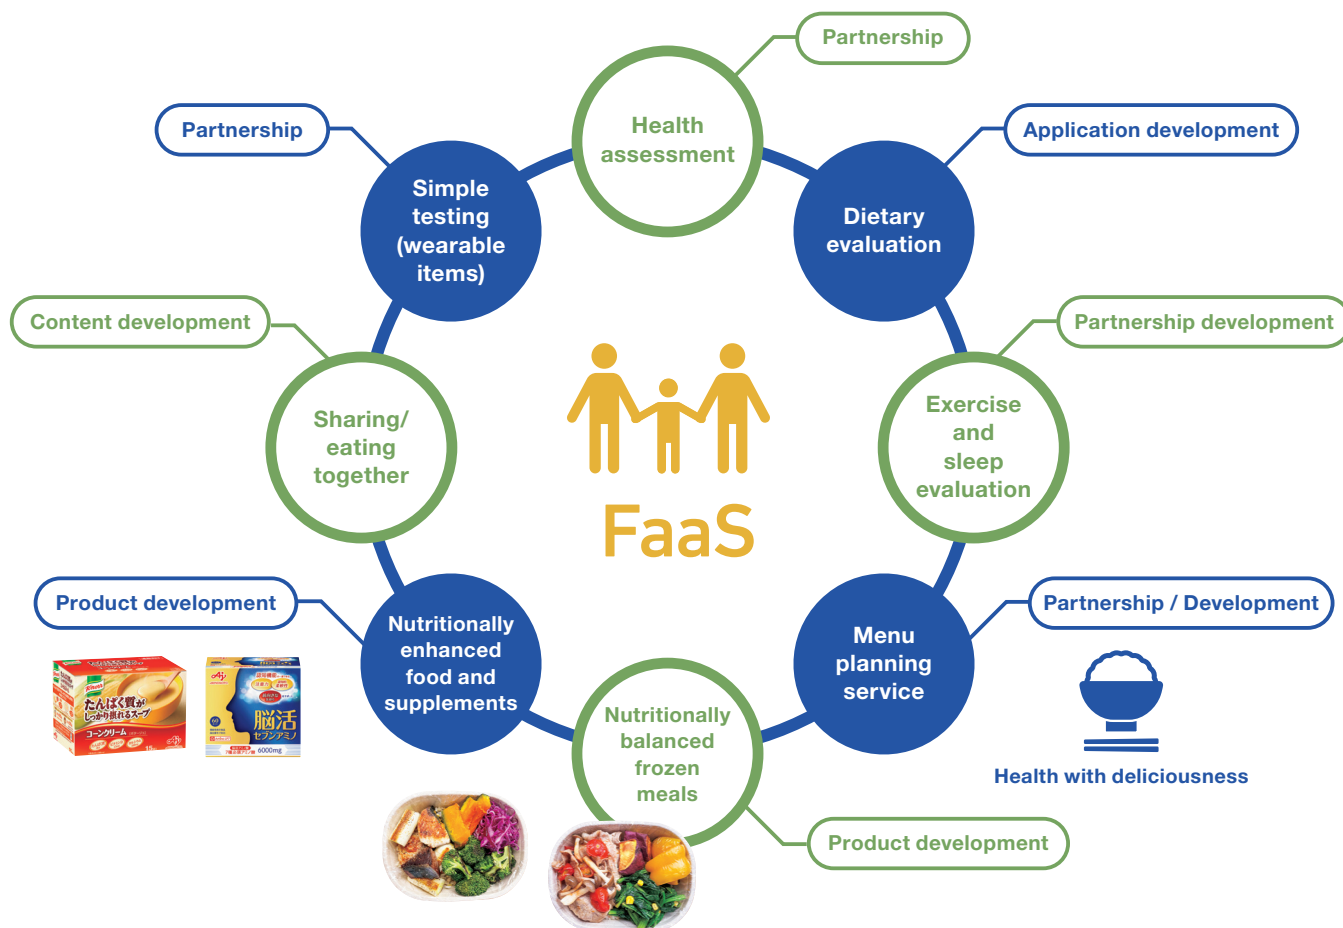 Partnership
Health
assessment
Application development
Dietary
evaluation
Partnership development
Exercise
and
sleep
evaluation
Partnership / Development
Menu
planning
service
Health with deliciousness
Nutritionally
balanced
frozen
meals
Product development
Product development
Nutritionally
enhanced
food and
supplements
Knorr
たんぱく質が
しっかり摂れるスープ
コーンクリーム
脳活
セブンアミノ
6000mg
Content development
Sharing/
eating
together
Partnership
Simple
testing
(wearable
items)
FaaS